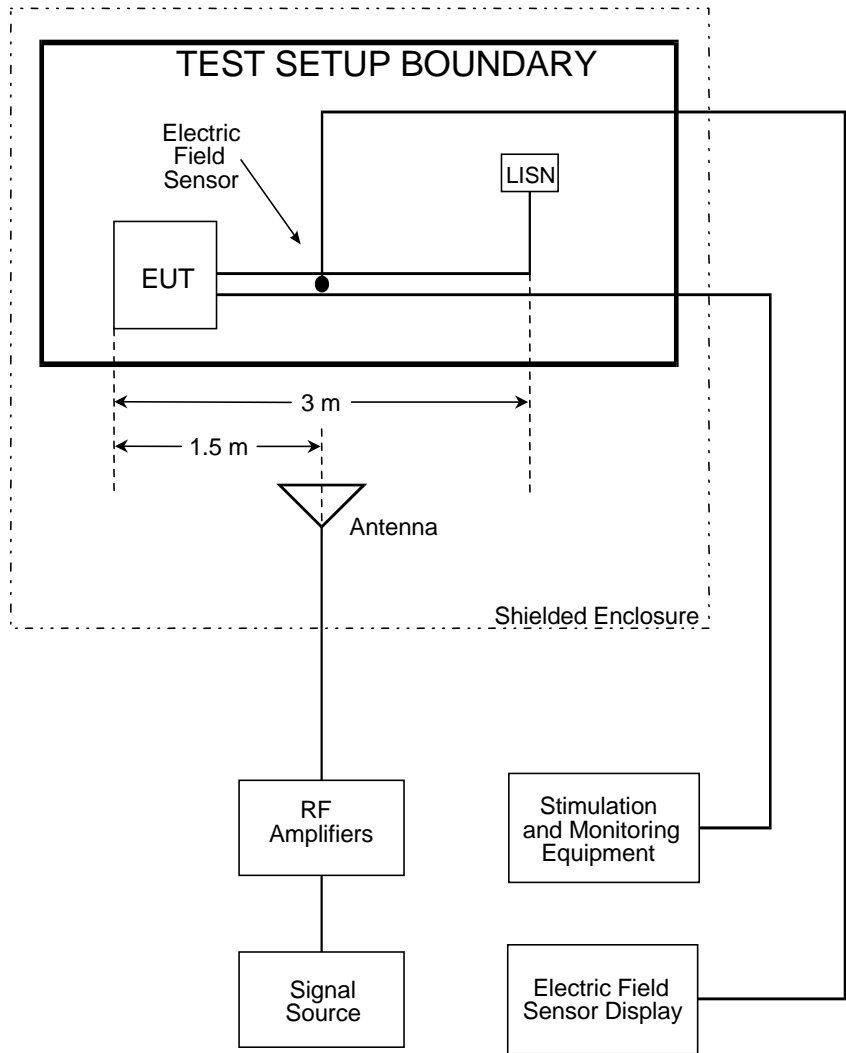 TEST SETUP BOUNDARY
Electric
Field
Sensor
LISN
EUT
3 m
1.5 m
Antenna
Shielded Enclosure
RF
Amplifiers
Stimulation
and Monitoring
Equipment
Signal
Source
Electric Field
Sensor Display